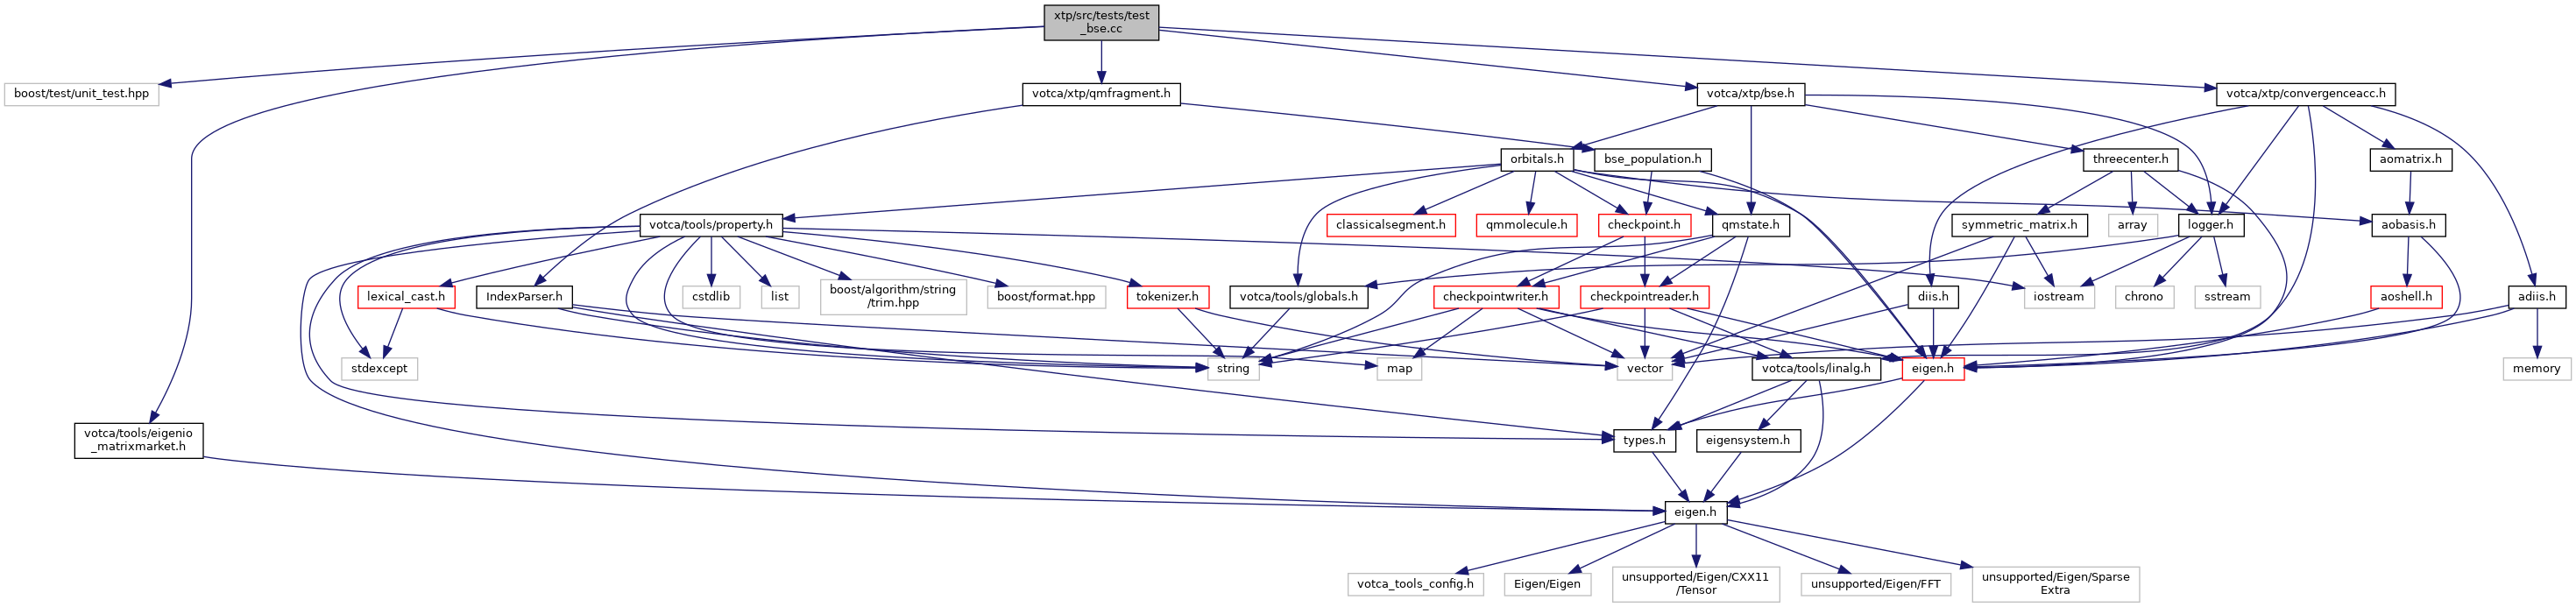 xtp/src/tests/test
_bse.cc
boost/test/unit_test.hpp
votca/xtp/qmfragment.h
votca/xtp/bse.h
votca/xtp/convergenceacc.h
orbitals.h
bse_population.h
threecenter.h
aomatrix.h
votca/tools/property.h
classicalsegment.h
qmmolecule.h
checkpoint.h
qmstate.h
symmetric_matrix.h
array
logger.h
aobasis.h
lexical_cast.h
IndexParser.h
cstdlib
list
boost/algorithm/string
/trim.hpp
boost/format.hpp
tokenizer.h
votca/tools/globals.h
checkpointwriter.h
checkpointreader.h
diis.h
iostream
chrono
sstream
aoshell.h
adiis.h
stdexcept
string
map
vector
votca/tools/linalg.h
eigen.h
memory
votca/tools/eigenio
_matrixmarket.h
types.h
eigensystem.h
eigen.h
votca_tools_config.h
Eigen/Eigen
unsupported/Eigen/CXX11
/Tensor
unsupported/Eigen/FFT
unsupported/Eigen/Sparse
Extra